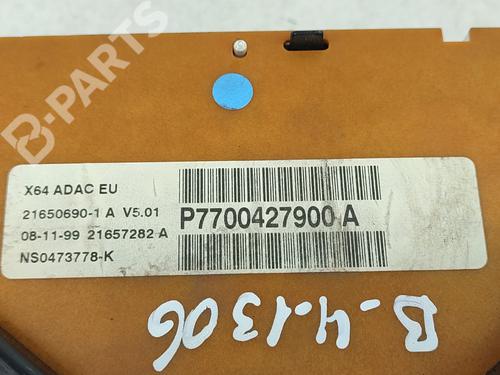 B-PARTS
X64 ADAC EU
21650690-1 A V5.01
08-11-99 21657282 A
NS0473778-K
P7700427900 A
B-4-1306